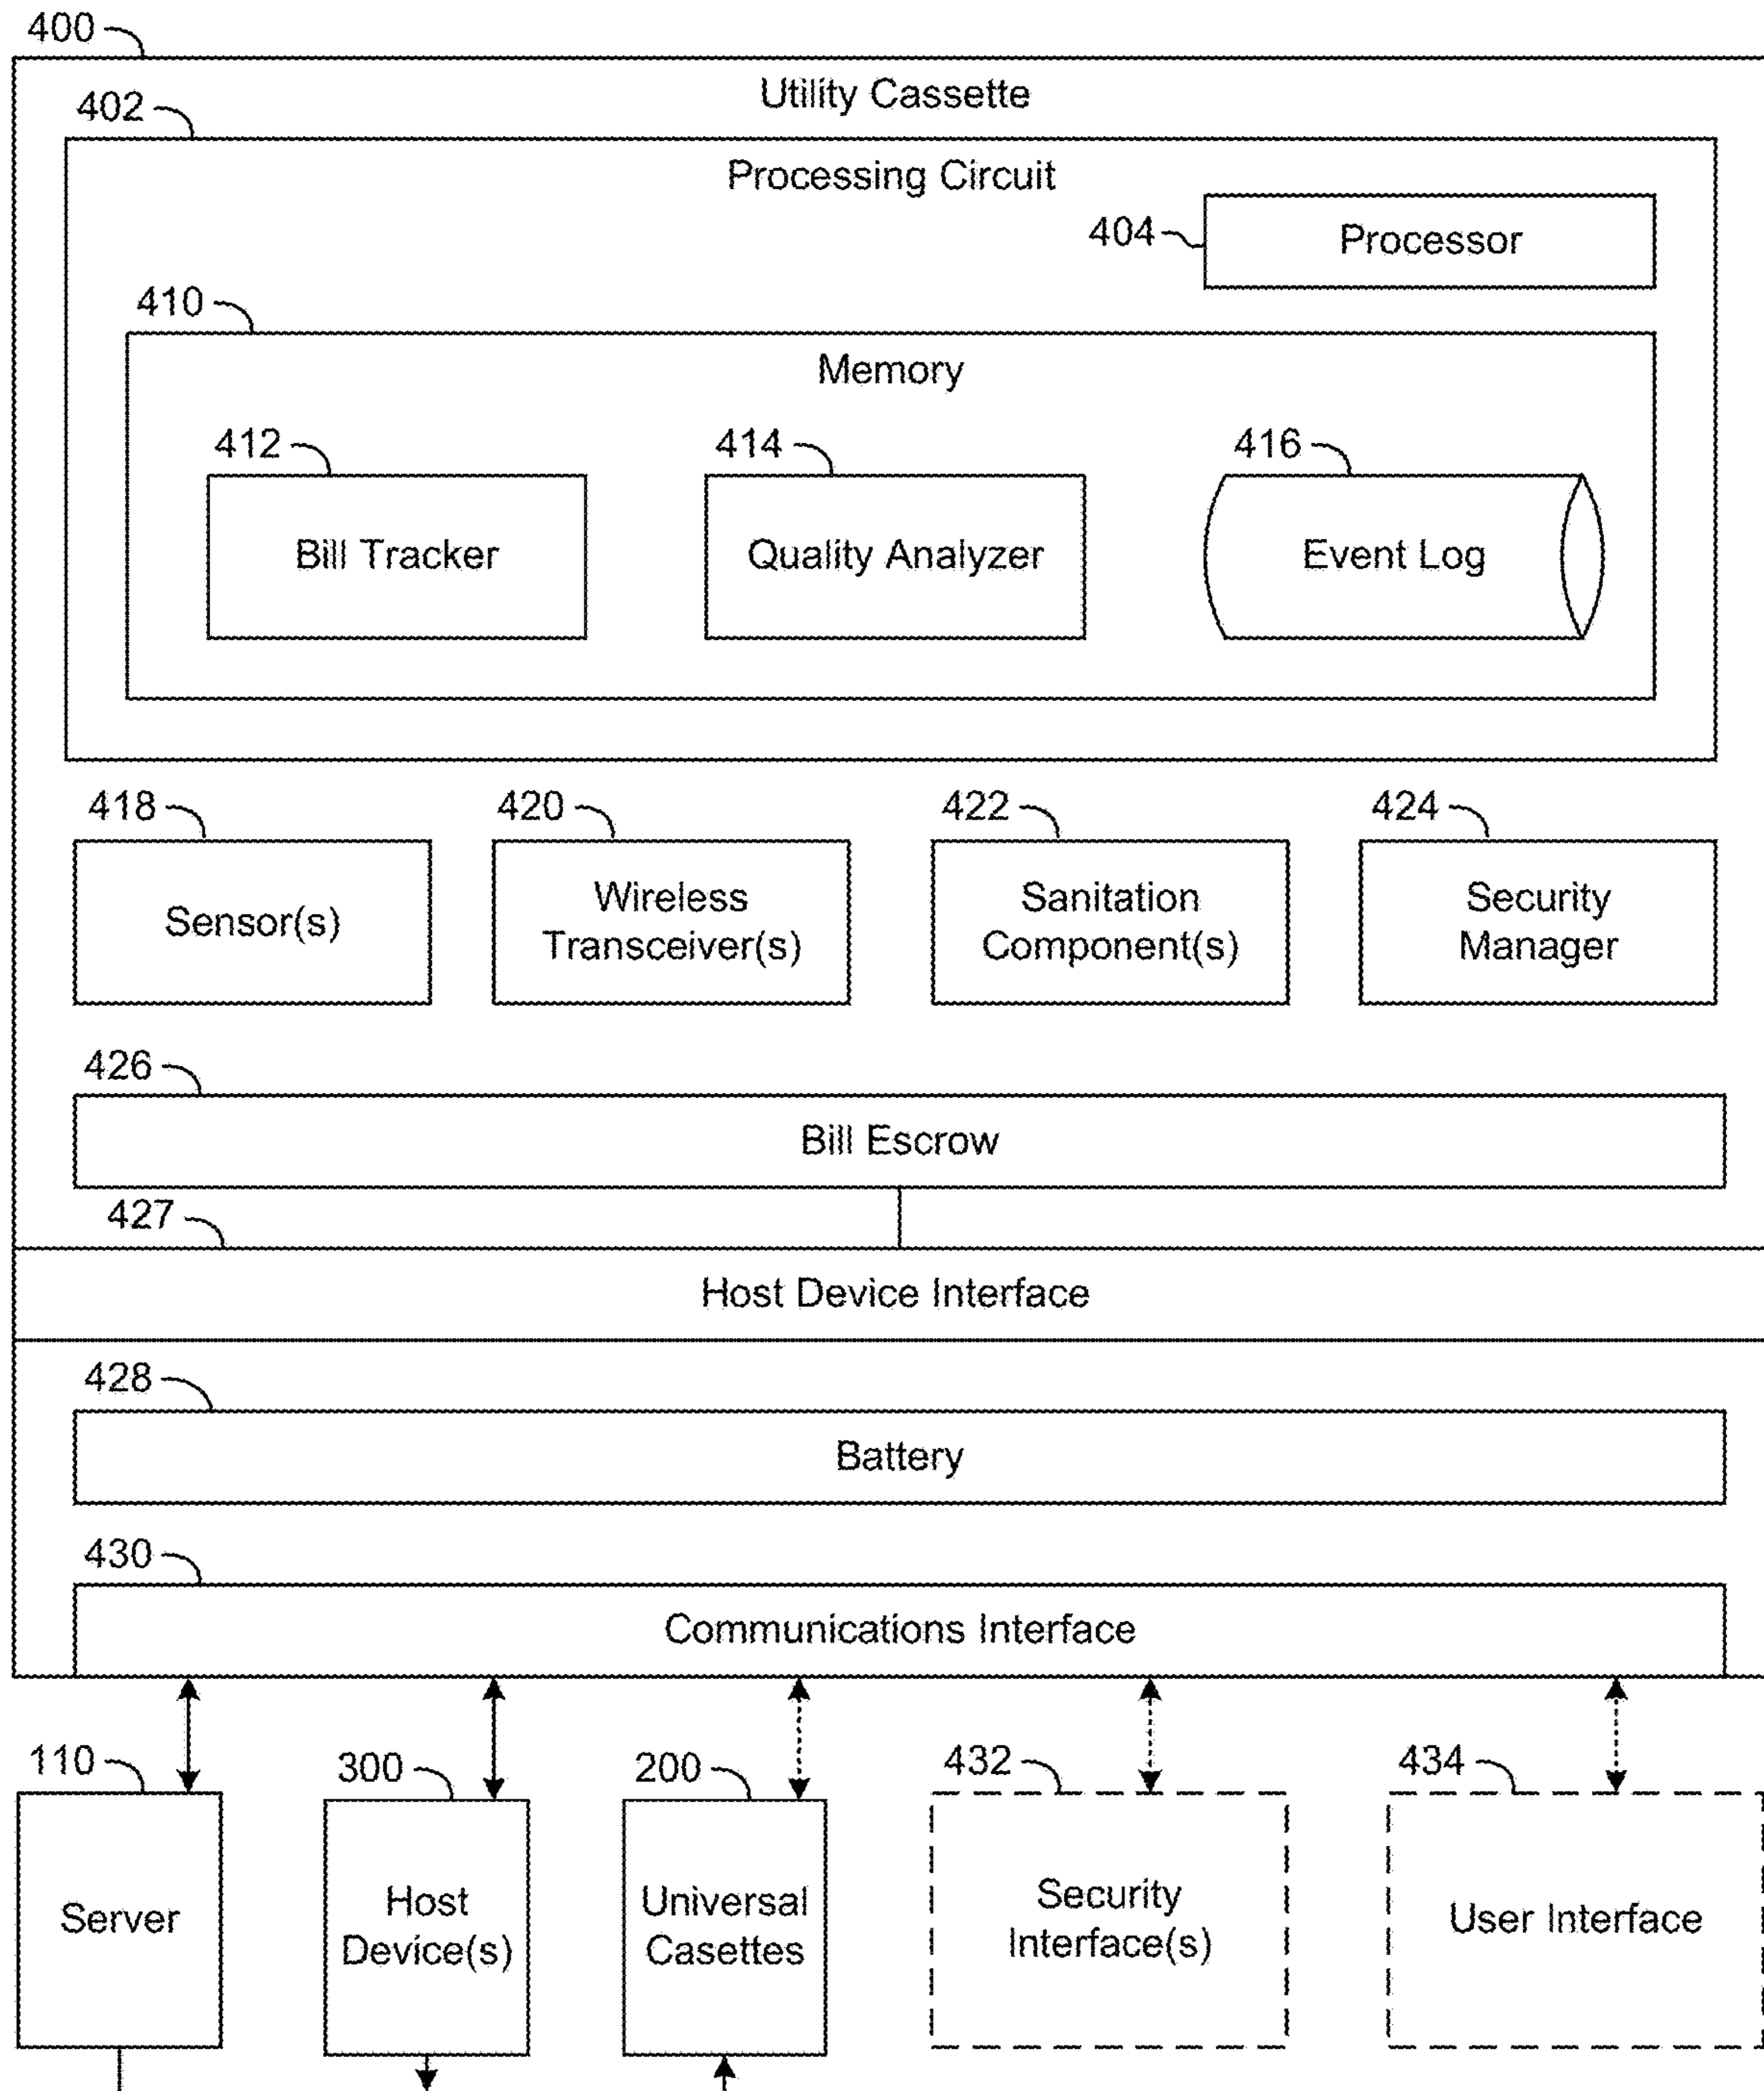 400
Utility Cassette
402
Processing Circuit
404
Processor
410
Memory
412
414
416
Bill Tracker
Quality Analyzer
Event Log
418
420
422
424
Sensor(s)
Wireless
Transceiver(s)
Sanitation
Component(s)
Security
Manager
426
Bill Escrow
427
Host Device Interface
428
Battery
430
Communications Interface
110
300
200
432
434
Server
Host
Device(s)
Universal
Casettes
Security
Interface(s)
User Interface